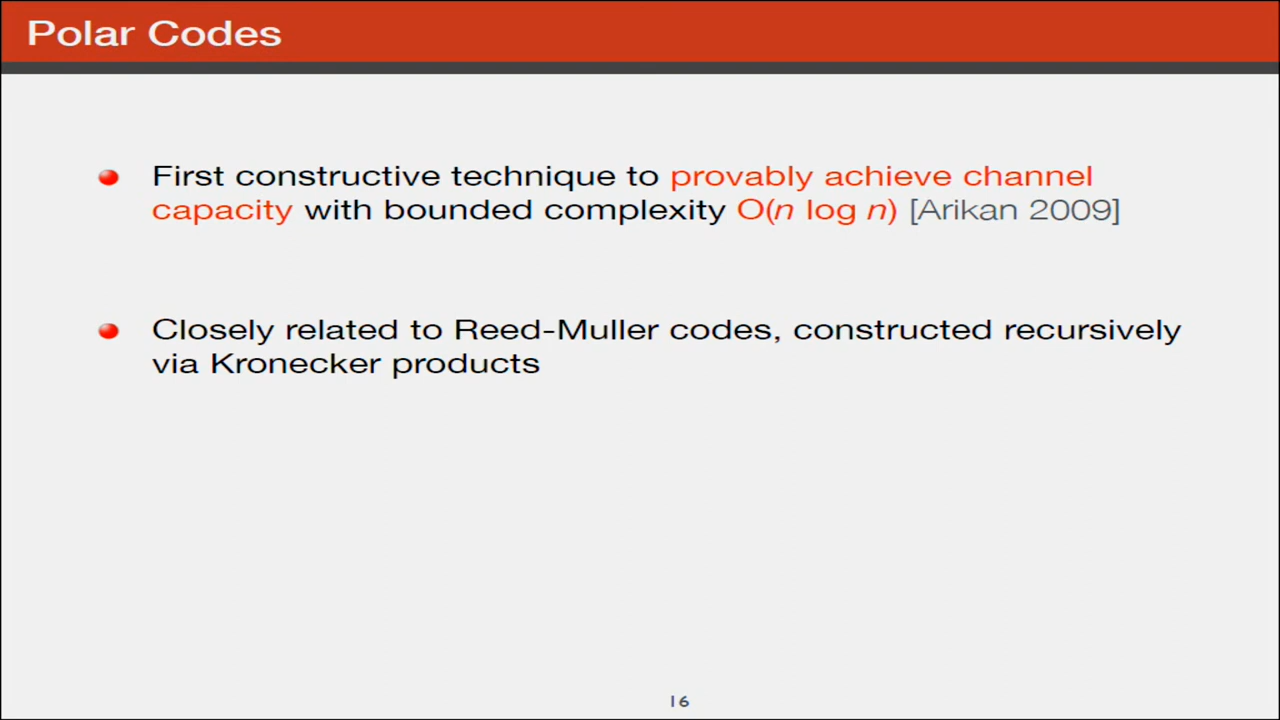 Polar Codes
First constructive technique to provably achieve channel
capacity with bounded complexity O(n log n) [Arikan 2009]
Closely related to Reed-Muller codes, constructed recursively
via Kronecker products
16